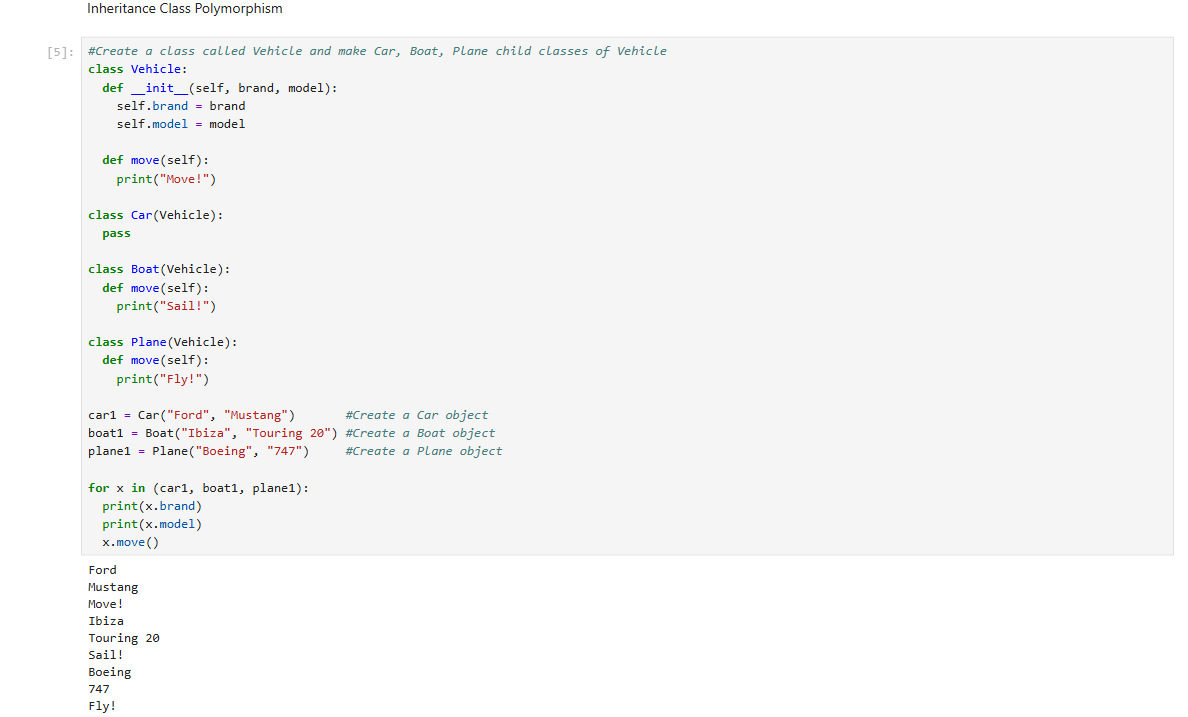 Inheritance Class Polymorphism
[5]:
#Create a class called Vehicle and make Car, Boat, Plane child classes of Vehicle
class Vehicle:
  def __init__(self, brand, model):
    self.brand = brand
    self.model = model

  def move(self):
    print("Move!")

class Car(Vehicle):
  pass

class Boat(Vehicle):
  def move(self):
    print("Sail!")

class Plane(Vehicle):
  def move(self):
    print("Fly!")

car1 = Car("Ford", "Mustang")       #Create a Car object
boat1 = Boat("Ibiza", "Touring 20") #Create a Boat object
plane1 = Plane("Boeing", "747")     #Create a Plane object

for x in (car1, boat1, plane1):
  print(x.brand)
  print(x.model)
  x.move()
Ford
Mustang
Move!
Ibiza
Touring 20
Sail!
Boeing
747
Fly!